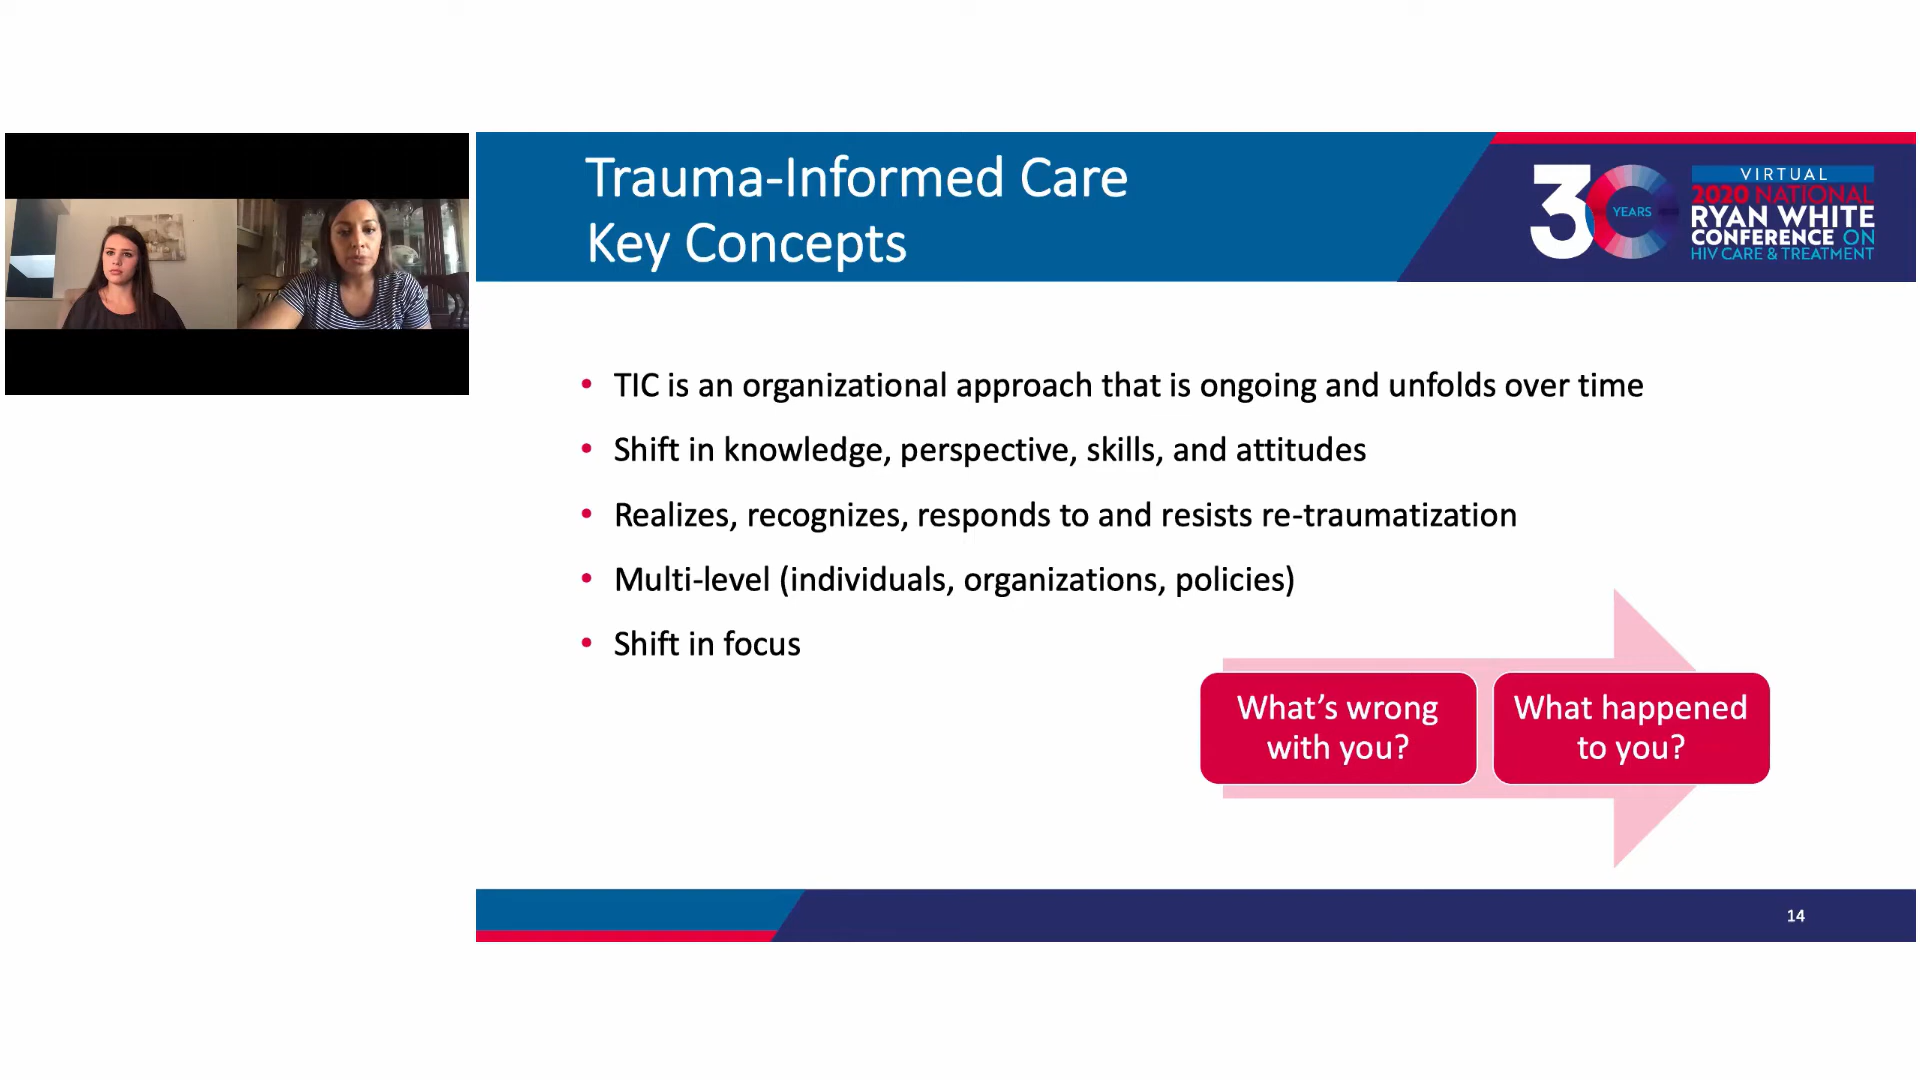 Trauma-Informed Care
Key Concepts
30
YEARS
VIRTUAL
2020 NATIONAL
RYAN WHITE
CONFERENCE ON
HIV CARE & TREATMENT
• TIC is an organizational approach that is ongoing and unfolds over time
• Shift in knowledge, perspective, skills, and attitudes
• Realizes, recognizes, responds to and resists re-traumatization
• Multi-level (individuals, organizations, policies)
• Shift in focus
What's wrong
with you?
What happened
to you?
14